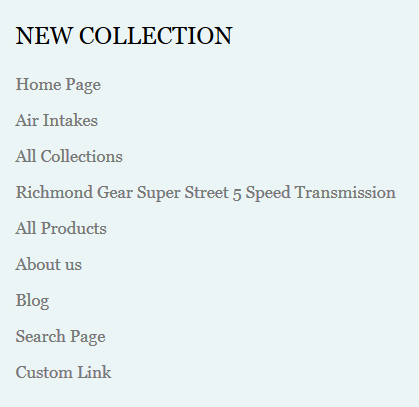 NEW COLLECTION
Home Page
Air Intakes
All Collections
Richmond Gear Super Street 5 Speed Transmission
All Products
About us
Blog
Search Page
Custom Link